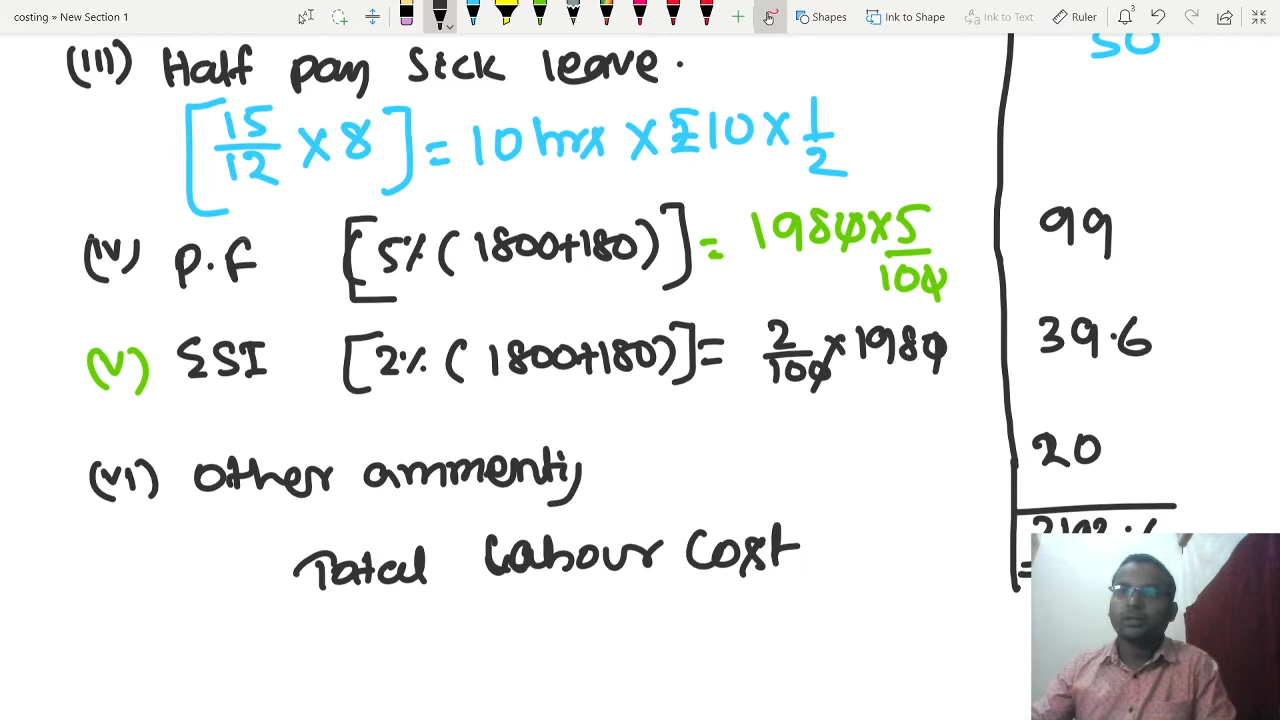 costing » New Section 1
Shapes Ink to Shape Ink to Text Ruler
50
(iii) Half pay sick leave.
[15/12 × 8] = 10 hrs × ₹10 × 1/2
(iv) p.f [5% (1800+180)] = 1980 × 5/100 99
(v) ESI [2% (1800+180)] = 2/100 × 1980 39.6
(vi) other ammenity 20
Total Labour Cost